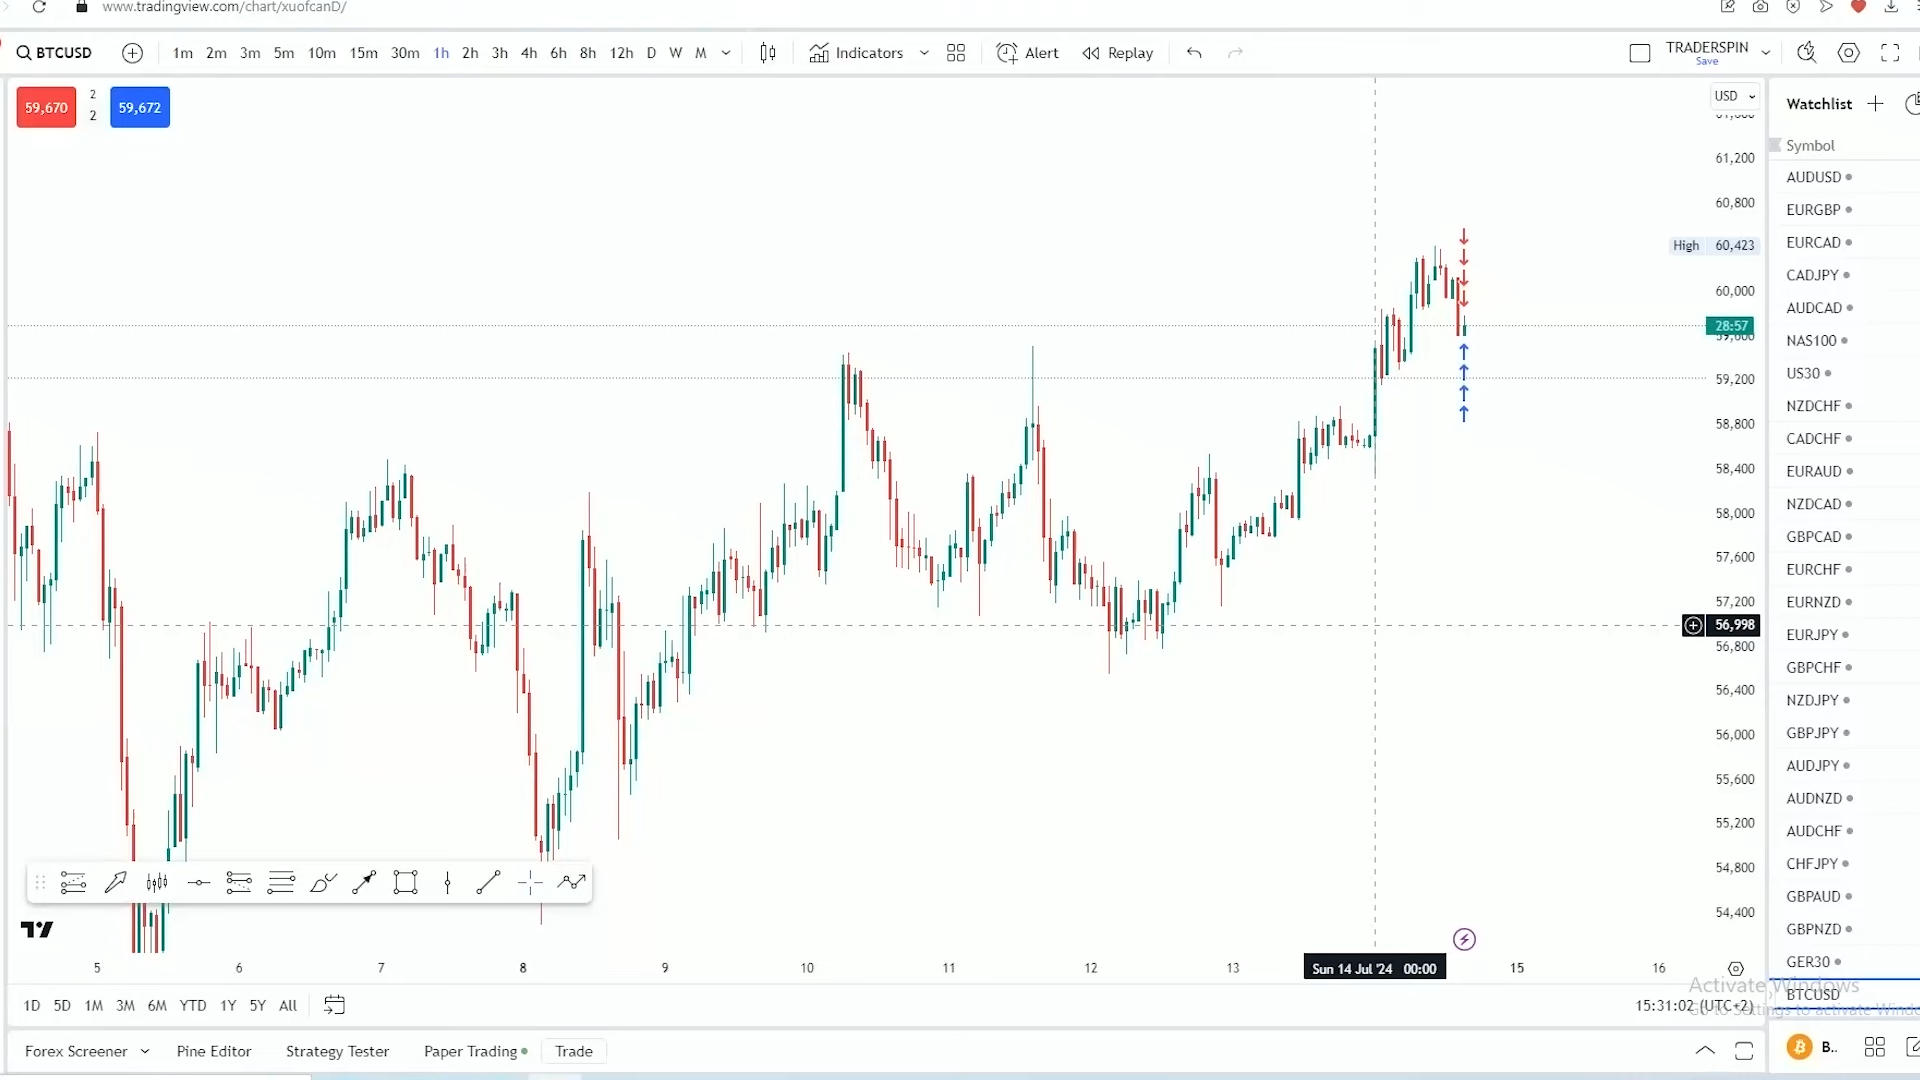 www.tradingview.com/chart/xuofcanD/
BTCUSD 1m 2m 3m 5m 10m 15m 30m 1h 2h 3h 4h 6h 8h 12h D W M Indicators Alert Replay TRADERSPIN
Save
59,670 2 59,672
2
USD
61,200
60,800
High 60,423
60,000
28:57
59,600
59,200
58,800
58,400
58,000
57,600
57,200
56,998
56,800
56,400
56,000
55,600
55,200
54,800
54,400
5 6 7 8 9 10 11 12 13 Sun 14 Jul '24 00:00 15 16
1D 5D 1M 3M 6M YTD 1Y 5Y All 15:31:02 (UTC+2)
Forex Screener Pine Editor Strategy Tester Paper Trading Trade
Watchlist
Symbol
AUDUSD
EURGBP
EURCAD
CADJPY
AUDCAD
NAS100
US30
NZDCHF
CADCHF
EURAUD
NZDCAD
GBPCAD
EURCHF
EURNZD
EURJPY
GBPCHF
NZDJPY
GBPJPY
AUDJPY
AUDNZD
AUDCHF
CHFJPY
GBPAUD
GBPNZD
GER30
BTCUSD
B..
Activate Windows
Go to Settings to activate